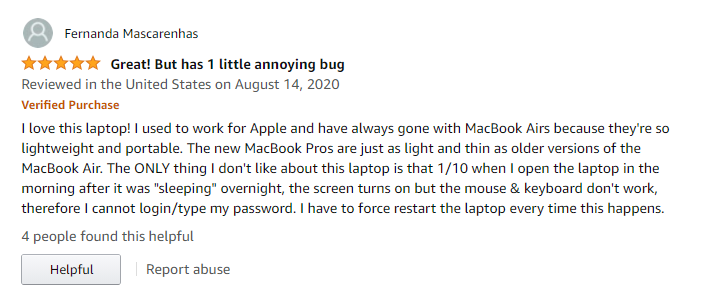 Fernanda Mascarenhas
Great! But has 1 little annoying bug
Reviewed in the United States on August 14, 2020
Verified Purchase
I love this laptop! I used to work for Apple and have always gone with MacBook Airs because they're so
lightweight and portable. The new MacBook Pros are just as light and thin as older versions of the
MacBook Air. The ONLY thing I don't like about this laptop is that 1/10 when I open the laptop in the
morning after it was "sleeping" overnight, the screen turns on but the mouse & keyboard don't work,
therefore I cannot login/type my password. I have to force restart the laptop every time this happens.
4 people found this helpful
Helpful
Report abuse